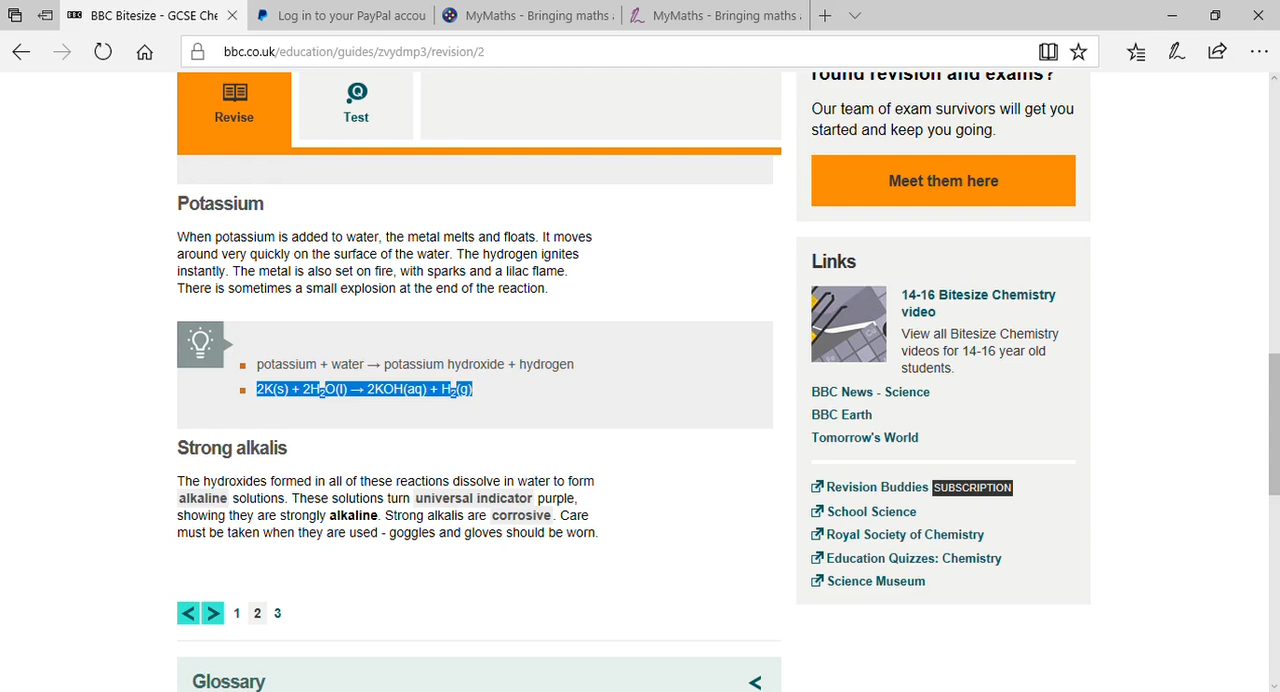 BBC Bitesize - GCSE Che
Log in to your PayPal accou
MyMaths - Bringing maths a
MyMaths - Bringing maths a
bbc.co.uk/education/guides/zvydmp3/revision/2
Revise
Test
Potassium
When potassium is added to water, the metal melts and floats. It moves
around very quickly on the surface of the water. The hydrogen ignites
instantly. The metal is also set on fire, with sparks and a lilac flame.
There is sometimes a small explosion at the end of the reaction.
potassium + water → potassium hydroxide + hydrogen
2K(s) + 2H₂O(l) → 2KOH(aq) + H₂(g)
Strong alkalis
The hydroxides formed in all of these reactions dissolve in water to form
alkaline solutions. These solutions turn universal indicator purple,
showing they are strongly alkaline. Strong alkalis are corrosive. Care
must be taken when they are used - goggles and gloves should be worn.
< > 1 2 3
Glossary <
round revision and exams?
Our team of exam survivors will get you
started and keep you going.
Meet them here
Links
14-16 Bitesize Chemistry
video
View all Bitesize Chemistry
videos for 14-16 year old
students.
BBC News - Science
BBC Earth
Tomorrow's World
Revision Buddies SUBSCRIPTION
School Science
Royal Society of Chemistry
Education Quizzes: Chemistry
Science Museum